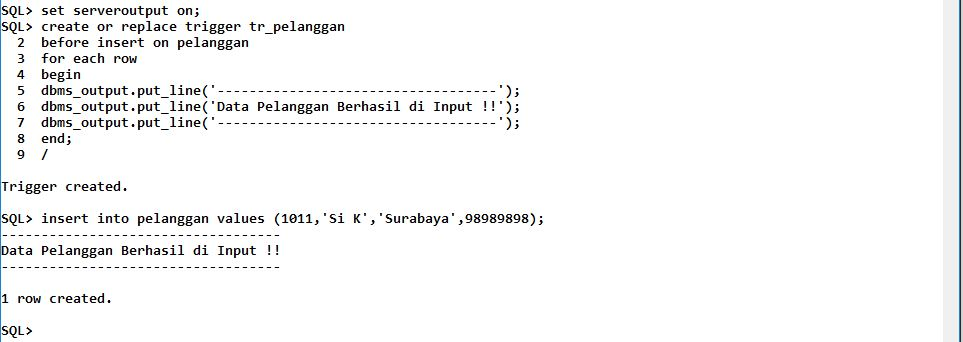 SQL> set serveroutput on;
SQL> create or replace trigger tr_pelanggan
2 before insert on pelanggan
3 for each row
4 begin
5 dbms_output.put_line('-----------------------------------');
6 dbms_output.put_line('Data Pelanggan Berhasil di Input !!');
7 dbms_output.put_line('-----------------------------------');
8 end;
9 /
Trigger created.
SQL> insert into pelanggan values (1011,'Si K','Surabaya',98989898);
-----------------------------------
Data Pelanggan Berhasil di Input !!
-----------------------------------
1 row created.
SQL>